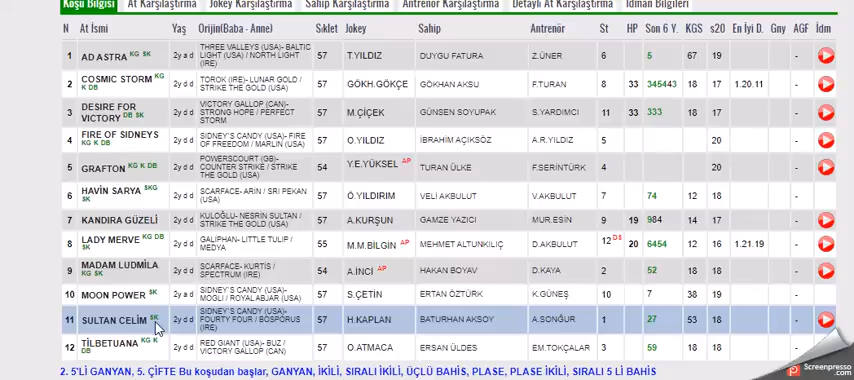 Koşu Bilgisi At Karşılaştırma Jokey Karşılaştırma Sahip Karşılaştırma Antrenör Karşılaştırma Detaylı At Karşılaştırma İdman Bilgileri
N At İsmi Yaş Orijin(Baba - Anne) Sıklet Jokey Sahip Antrenör St HP Son 6 Y. KGS s20 En İyi D. Gny AGF İdm
1 AD ASTRA KG SK 2y a d THREE VALLEYS (USA)- BALTIC LIGHT (USA) / NORTH LIGHT (IRE) 57 T.YILDIZ DUYGU FATURA Z.ÜNER 6 5 67 19 -
2 COSMIC STORM KG K DB 2y d d TOROK (IRE)- LUNAR GOLD / STRIKE THE GOLD (USA) 57 GÖKH.GÖKÇE GÖKHAN AKSU F.TURAN 8 33 345443 18 17 1.20.11 -
3 DESIRE FOR VICTORY DB SK 2y d d VICTORY GALLOP (CAN)- STRONG HOPE / PERFECT STORM 57 M.ÇİÇEK GÜNSEN SOYUPAK S.YARDIMCI 11 33 333 18 17 -
4 FIRE OF SIDNEYS KG K DB 2y d d SIDNEY'S CANDY (USA)- FIRE OF FREEDOM / MARLIN (USA) 57 O.YILDIZ İBRAHİM AÇIKSÖZ A.R.YILDIZ 5 20 -
5 GRAFTON KG K DB 2y d d POWERSCOURT (GB)- COUNTER STRIKE / STRIKE THE GOLD (USA) 54 Y.E.YÜKSEL AP TURAN ÜLKE F.SERİNTÜRK 4 20 -
6 HAVİN SARYA SKG SK 2y d d SCARFACE- ARIN / SRI PEKAN (USA) 57 Ö.YILDIRIM VELİ AKBULUT V.AKBULUT 7 74 12 18 -
7 KANDIRA GÜZELİ 2y d d KULOĞLU- NESRİN SULTAN / STRIKE THE GOLD (USA) 57 A.KURŞUN GAMZE YAZICI MUR.ESİN 9 19 984 14 17 -
8 LADY MERVE KG DB SK 2y d d GALIPHAN- LITTLE TULIP / MEDYA 55 M.M.BİLGİN AP MEHMET ALTUNKILIÇ D.AKBULUT 12 DS 20 6454 12 16 1.21.19 -
9 MADAM LUDMİLA KG SK 2y d d SCARFACE- KURTİS / SPECTRUM (IRE) 54 A.İNCİ AP HAKAN BOYAV D.KAYA 2 52 18 18 -
10 MOON POWER SK 2y a d SIDNEY'S CANDY (USA)- MOGLI / ROYAL ABJAR (USA) 57 S.ÇETİN ERTAN ÖZTÜRK K.GÜNEŞ 10 7 38 19 -
11 SULTAN CELİM SK 2y d d SIDNEY'S CANDY (USA)- FOURTY FOUR / BOSPORUS (IRE) 57 H.KAPLAN BATURHAN AKSOY A.SONĞUR 1 27 53 18 -
12 TİLBETUANA KG K DB 2y d d RED GIANT (USA)- BUZ / VICTORY GALLOP (CAN) 57 O.ATMACA ERSAN ÜLDES EM.TOKÇALAR 3 59 18 18 -
2. 5'Lİ GANYAN, 5. ÇİFTE Bu koşudan başlar, GANYAN, İKİLİ, SIRALI İKİLİ, ÜÇLÜ BAHİS, PLASE, PLASE İKİLİ, SIRALI 5 Lİ BAHİS
Screenpresso